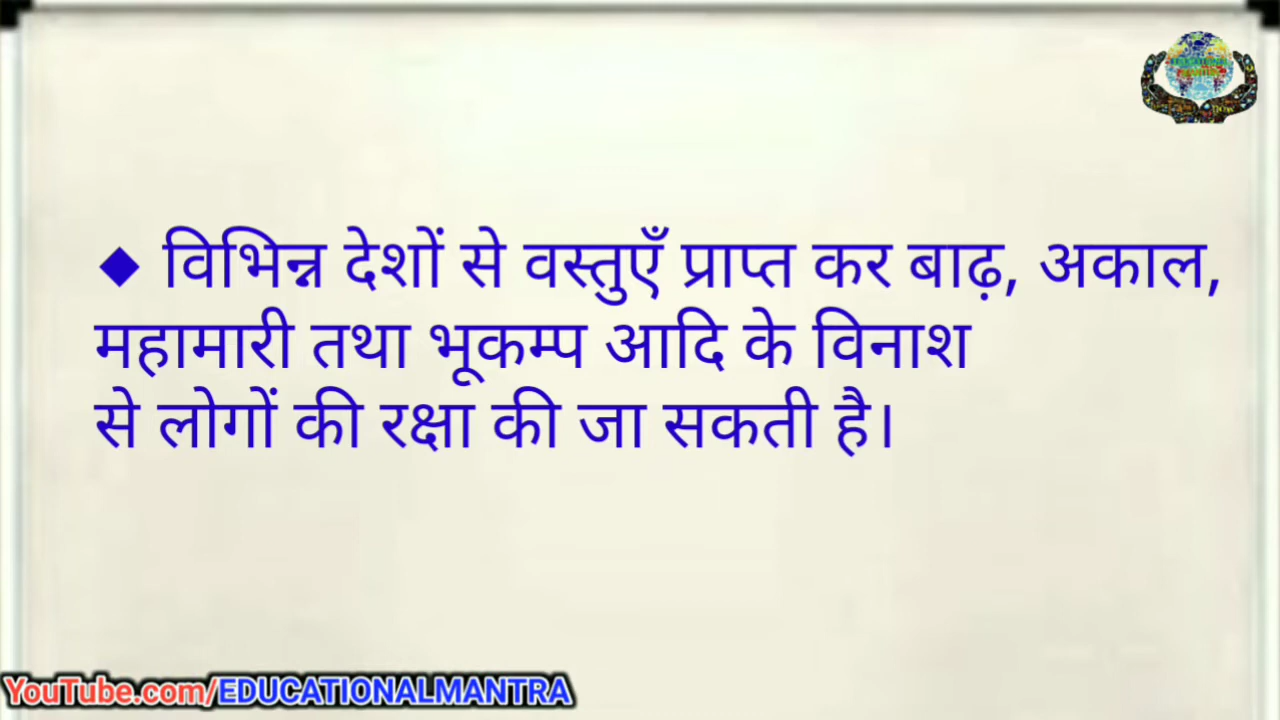 ◆ विभिन्न देशों से वस्तुएँ प्राप्त कर बाढ़, अकाल,
महामारी तथा भूकम्प आदि के विनाश
से लोगों की रक्षा की जा सकती है।
YouTube.com/EDUCATIONALMANTRA